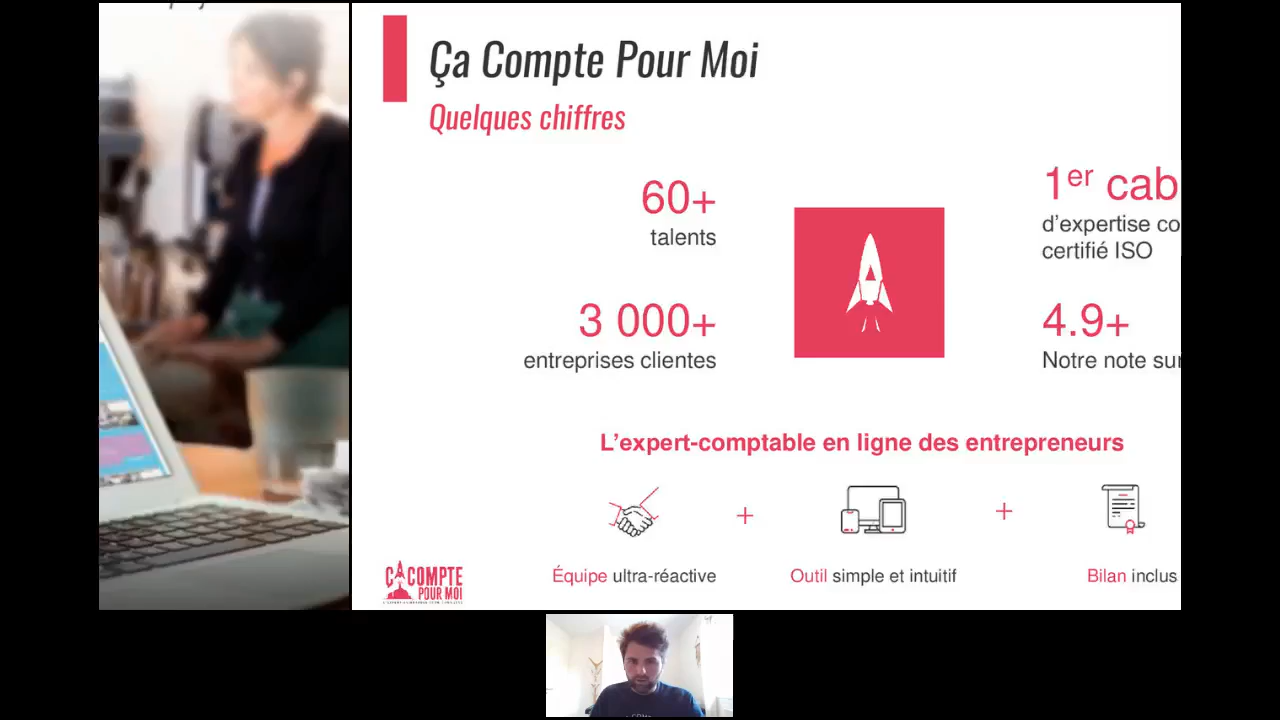 Ça Compte Pour Moi
Quelques chiffres
60+
talents
1er cab
d'expertise co
certifié ISO
3 000+
entreprises clientes
4.9+
Notre note sur
L'expert-comptable en ligne des entrepreneurs
+
+
Équipe ultra-réactive
Outil simple et intuitif
Bilan inclus
ÇA COMPTE
POUR MOI